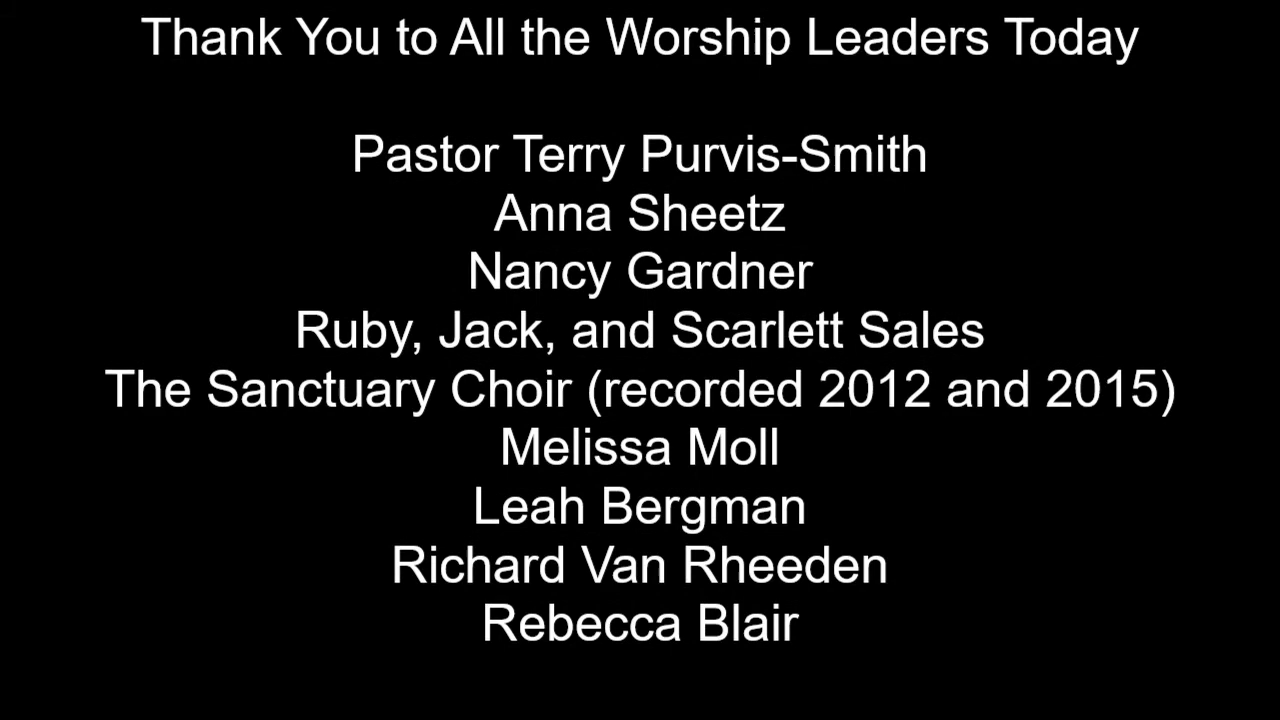 Thank You to All the Worship Leaders Today
Pastor Terry Purvis-Smith
Anna Sheetz
Nancy Gardner
Ruby, Jack, and Scarlett Sales
The Sanctuary Choir (recorded 2012 and 2015)
Melissa Moll
Leah Bergman
Richard Van Rheeden
Rebecca Blair